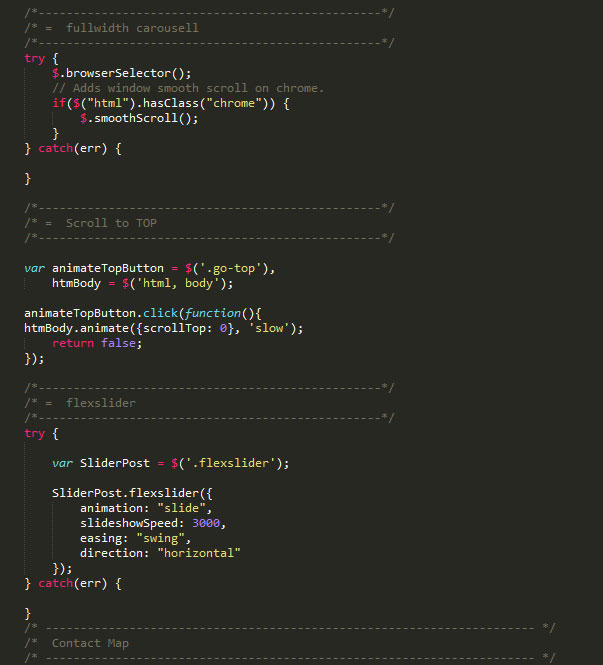 /*-------------------------------------------------*/
/* =  fullwidth carousell
/*-------------------------------------------------*/
try {
    $.browserSelector();
    // Adds window smooth scroll on chrome.
    if($("html").hasClass("chrome")) {
        $.smoothScroll();
    }
} catch(err) {

}

/*-------------------------------------------------*/
/* =  Scroll to TOP
/*-------------------------------------------------*/

var animateTopButton = $('.go-top'),
    htmBody = $('html, body');

animateTopButton.click(function(){
htmBody.animate({scrollTop: 0}, 'slow');
    return false;
});

/*-------------------------------------------------*/
/* =  flexslider
/*-------------------------------------------------*/
try {

    var SliderPost = $('.flexslider');

    SliderPost.flexslider({
        animation: "slide",
        slideshowSpeed: 3000,
        easing: "swing",
        direction: "horizontal"
    });
} catch(err) {

}
/* ---------------------------------------------------------------------- */
/*  Contact Map
/* ---------------------------------------------------------------------- */